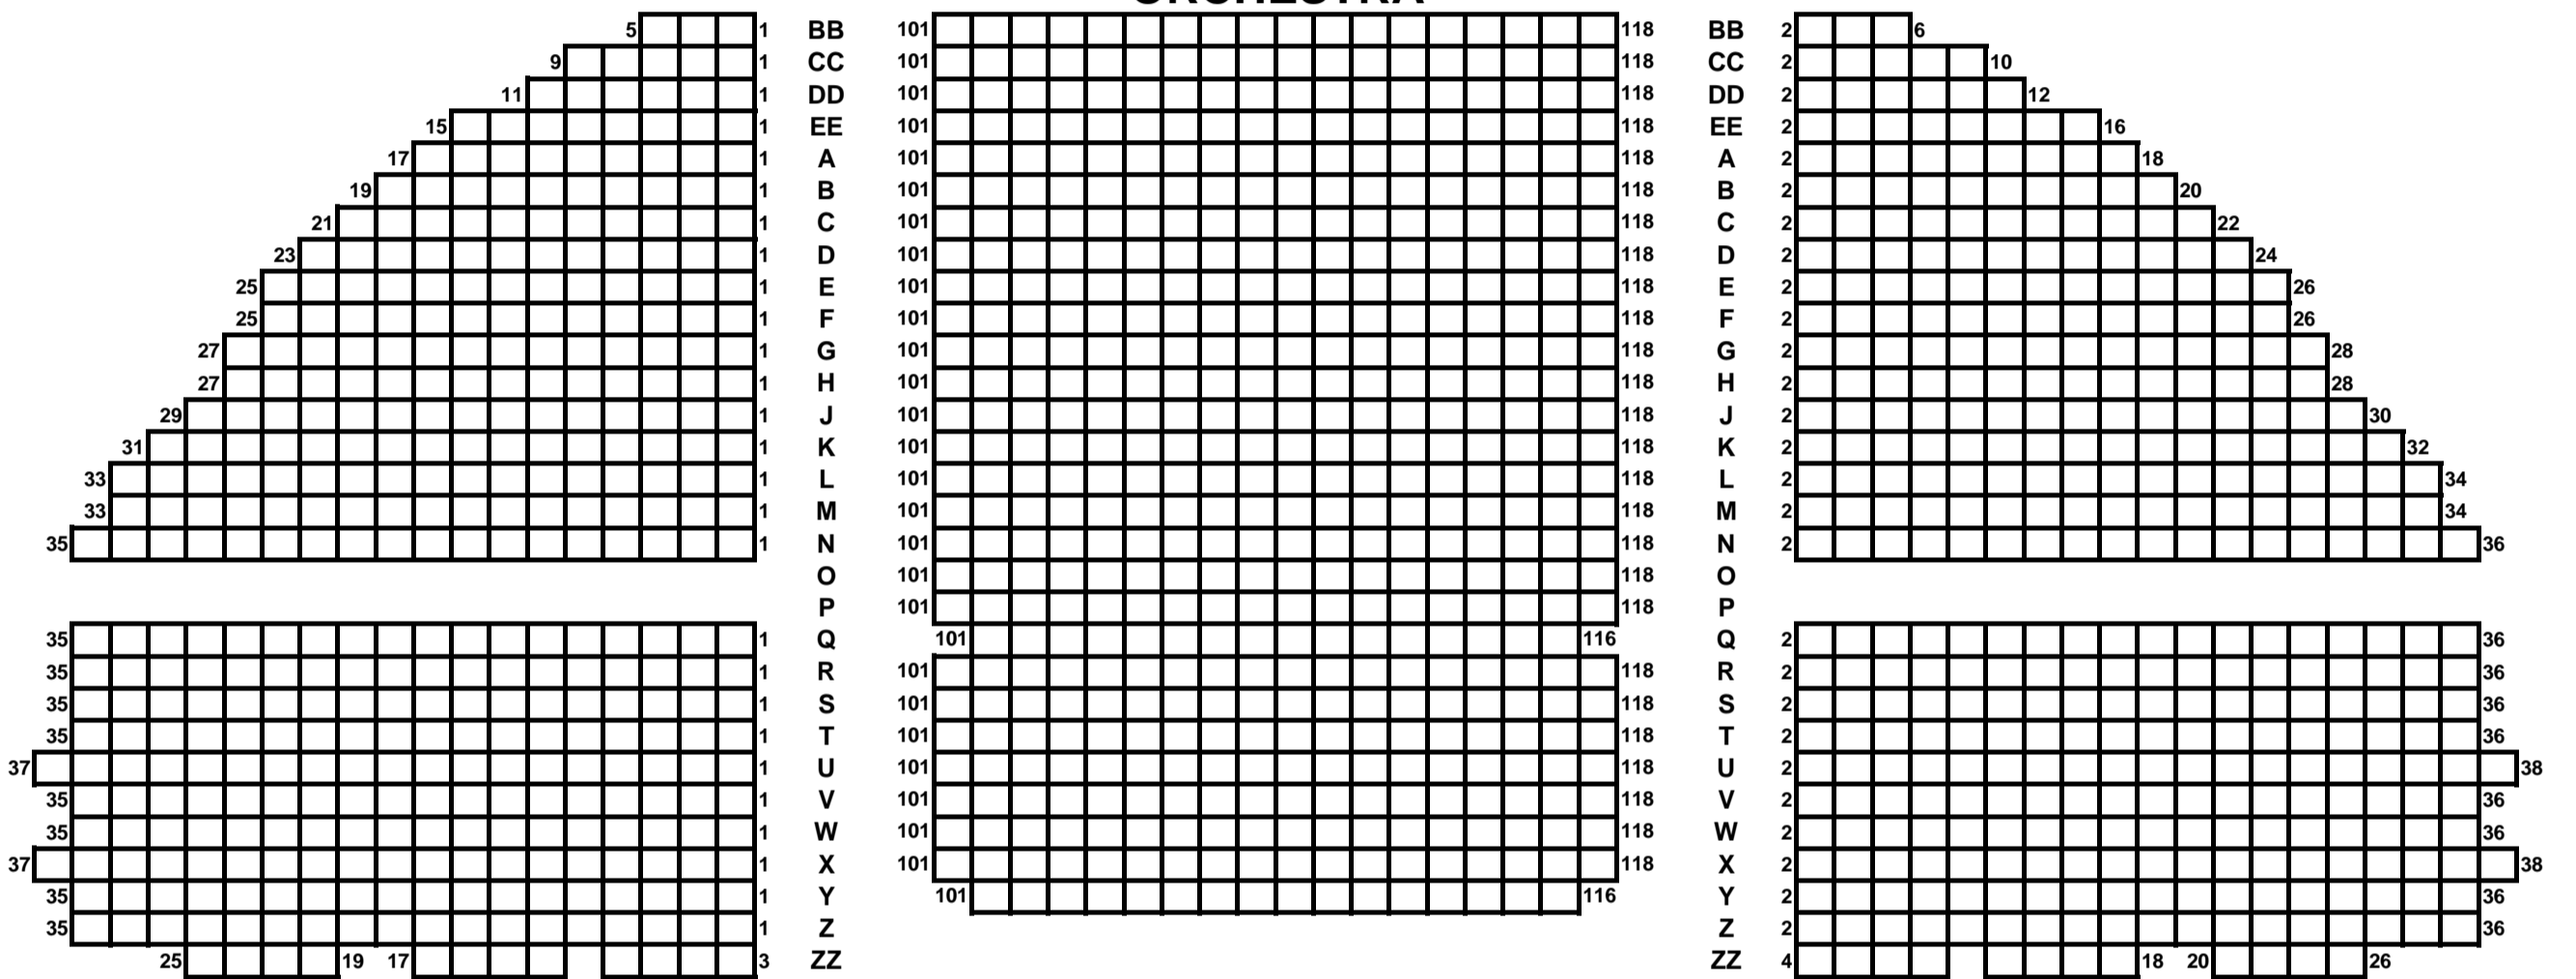 ORCHESTRA
5 1 BB 101 118 BB 2 6
9 1 CC 101 118 CC 2 10
11 1 DD 101 118 DD 2 12
15 1 EE 101 118 EE 2 16
17 1 A 101 118 A 2 18
19 1 B 101 118 B 2 20
21 1 C 101 118 C 2 22
23 1 D 101 118 D 2 24
25 1 E 101 118 E 2 26
25 1 F 101 118 F 2 26
27 1 G 101 118 G 2 28
27 1 H 101 118 H 2 28
29 1 J 101 118 J 2 30
31 1 K 101 118 K 2 32
33 1 L 101 118 L 2 34
33 1 M 101 118 M 2 34
35 1 N 101 118 N 2 36
O 101 118 O
P 101 118 P
35 1 Q 101 116 Q 2 36
35 1 R 101 118 R 2 36
35 1 S 101 118 S 2 36
35 1 T 101 118 T 2 36
37 1 U 101 118 U 2 38
35 1 V 101 118 V 2 36
35 1 W 101 118 W 2 36
37 1 X 101 118 X 2 38
35 1 Y 101 116 Y 2 36
35 1 Z Z 2 36
25 19 17 3 ZZ ZZ 4 18 20 26